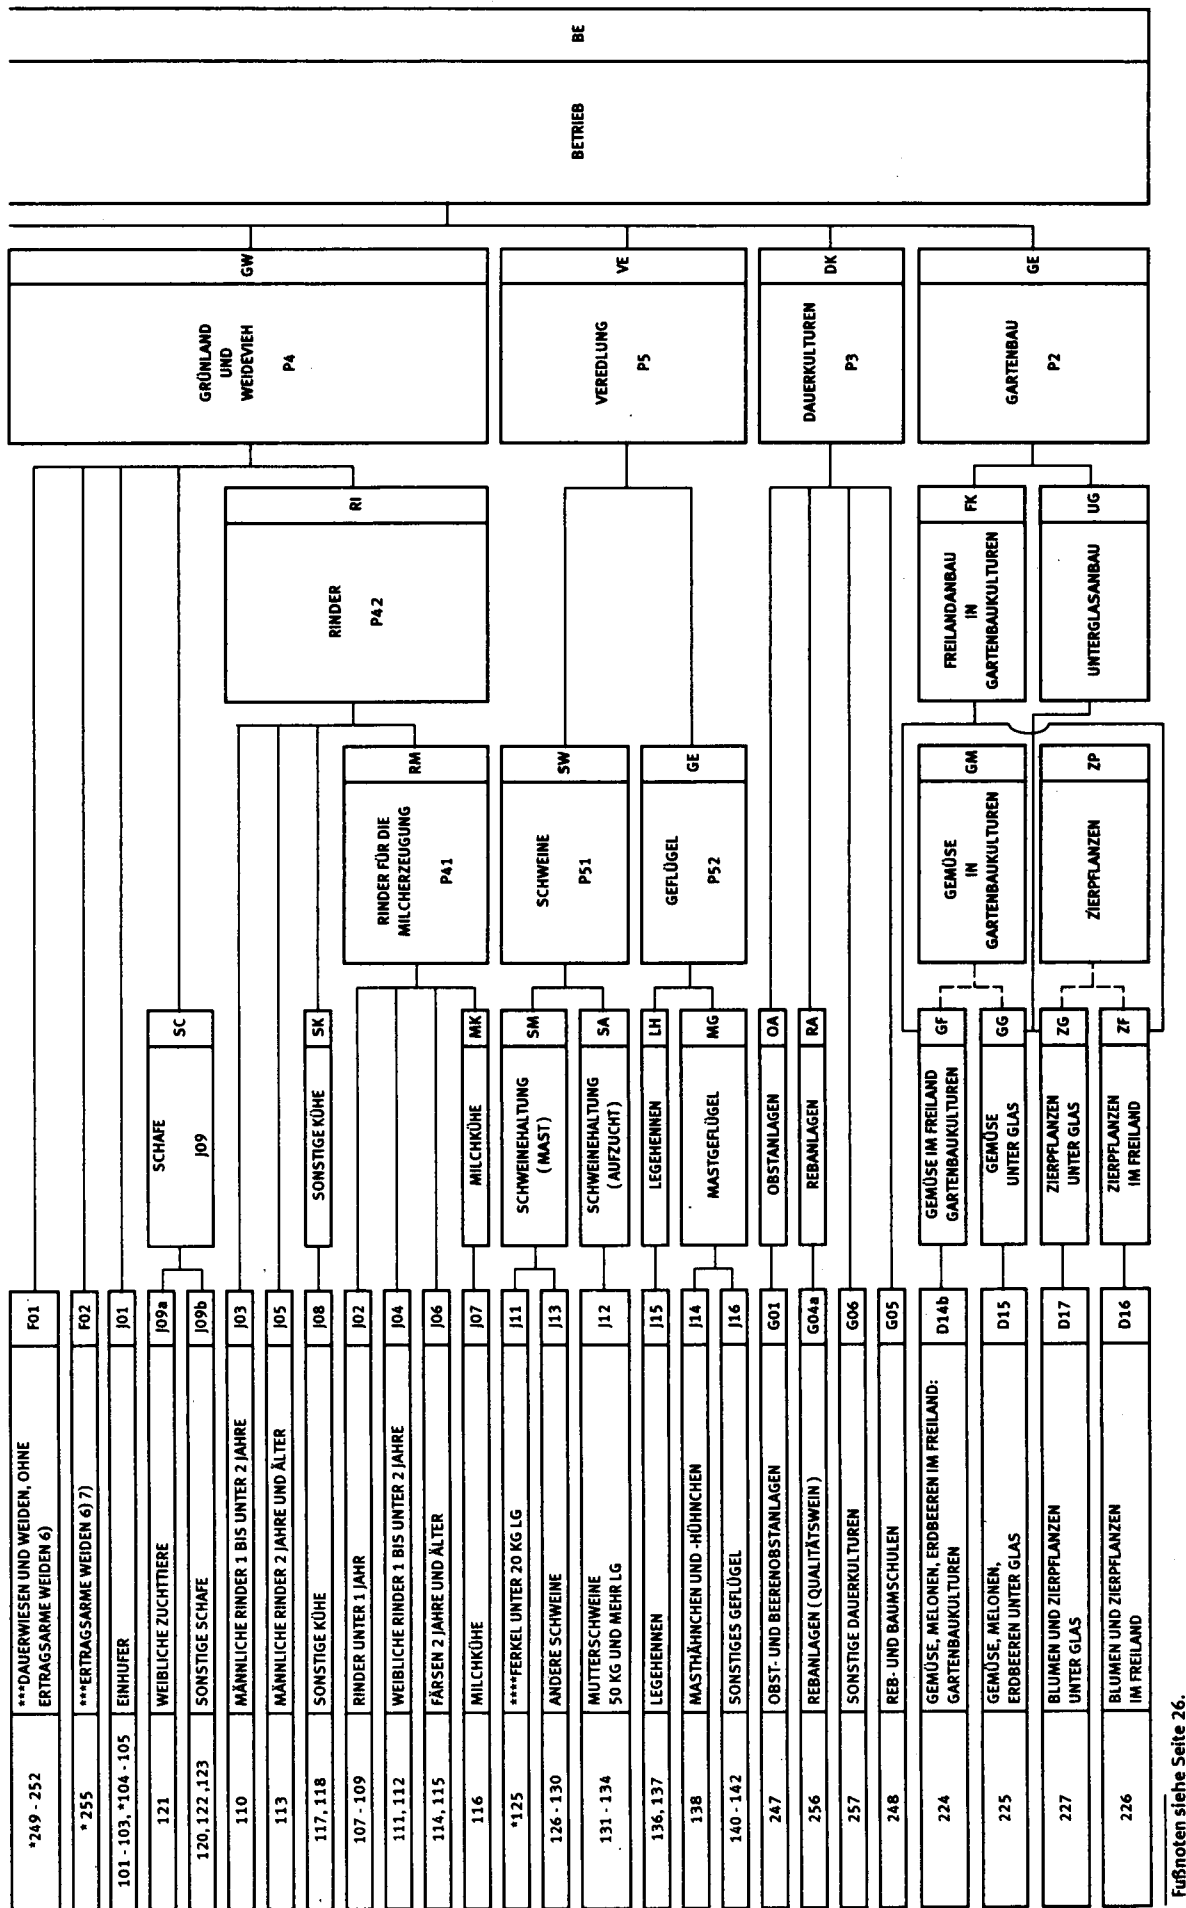 BETRIEB
BE
GRÜNLAND
UND
WEIDEVIEH
P4
GW
VEREDLUNG
P5
VE
DAUERKULTUREN
P3
DK
GARTENBAU
P2
GE
RINDER
P42
RI
FREILANDANBAU
IN
GARTENBAUKULTUREN
FK
UNTERGLASANBAU
UG
RINDER FÜR DIE
MILCHERZEUGUNG
P41
RM
SCHWEINE
P51
SW
GEFLÜGEL
P52
GE
GEMÜSE
IN
GARTENBAUKULTUREN
GM
ZIERPFLANZEN
ZP
SCHAFE
J09
SC
SONSTIGE KÜHE
SK
MILCHKÜHE
MK
SCHWEINEHALTUNG
( MAST )
SM
SCHWEINEHALTUNG
( AUFZUCHT )
SA
LEGEHENNEN
LH
MASTGEFLÜGEL
MG
OBSTANLAGEN
OA
REBANLAGEN
RA
GEMÜSE IM FREILAND
GARTENBAUKULTUREN
GF
GEMÜSE
UNTER GLAS
GG
ZIERPFLANZEN
UNTER GLAS
ZG
ZIERPFLANZEN
IM FREILAND
ZF
*249 - 252
***DAUERWIESEN UND WEIDEN, OHNE
ERTRAGSARME WEIDEN 6)
F01
* 255
***ERTRAGSARME WEIDEN 6) 7)
F02
101 - 103, *104 - 105
EINHUFER
J01
121
WEIBLICHE ZUCHTTIERE
J09a
120, 122 ,123
SONSTIGE SCHAFE
J09b
110
MÄNNLICHE RINDER 1 BIS UNTER 2 JAHRE
J03
113
MÄNNLICHE RINDER 2 JAHRE UND ÄLTER
J05
117, 118
SONSTIGE KÜHE
J08
107 - 109
RINDER UNTER 1 JAHR
J02
111, 112
WEIBLICHE RINDER 1 BIS UNTER 2 JAHRE
J04
114, 115
FÄRSEN 2 JAHRE UND ÄLTER
J06
116
MILCHKÜHE
J07
*125
****FERKEL UNTER 20 KG LG
J11
126 - 130
ANDERE SCHWEINE
J13
131 - 134
MUTTERSCHWEINE
50 KG UND MEHR LG
J12
136, 137
LEGEHENNEN
J15
138
MASTHÄHNCHEN UND -HÜHNCHEN
J14
140 - 142
SONSTIGES GEFLÜGEL
J16
247
OBST- UND BEERENOBSTANLAGEN
G01
256
REBANLAGEN ( QUALITÄTSWEIN )
G04a
257
SONSTIGE DAUERKULTUREN
G06
248
REB- UND BAUMSCHULEN
G05
224
GEMÜSE, MELONEN, ERDBEEREN IM FREILAND:
GARTENBAUKULTUREN
D14b
225
GEMÜSE, MELONEN,
ERDBEEREN UNTER GLAS
D15
227
BLUMEN UND ZIERPFLANZEN
UNTER GLAS
D17
226
BLUMEN UND ZIERPFLANZEN
IM FREILAND
D16
Fußnoten siehe Seite 26.